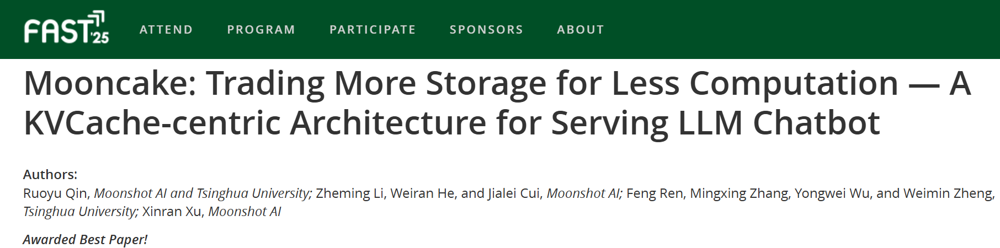 FAST '25 ATTEND PROGRAM PARTICIPATE SPONSORS ABOUT
Mooncake: Trading More Storage for Less Computation — A
KVCache-centric Architecture for Serving LLM Chatbot
Authors:
Ruoyu Qin, Moonshot AI and Tsinghua University; Zheming Li, Weiran He, and Jialei Cui, Moonshot AI; Feng Ren, Mingxing Zhang, Yongwei Wu, and Weimin Zheng,
Tsinghua University; Xinran Xu, Moonshot AI
Awarded Best Paper!